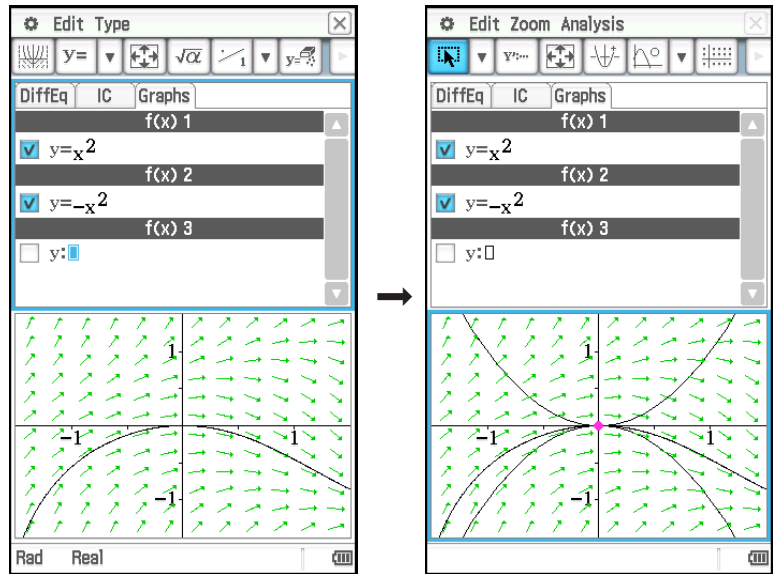 Edit Type
y=
√α
1
y=
DiffEq IC Graphs
f(x) 1
y=x²
f(x) 2
y=-x²
f(x) 3
y:
1
-1
1
-1
Rad Real
Edit Zoom Analysis
Y':···
DiffEq IC Graphs
f(x) 1
y=x²
f(x) 2
y=-x²
f(x) 3
y:
1
-1
1
-1